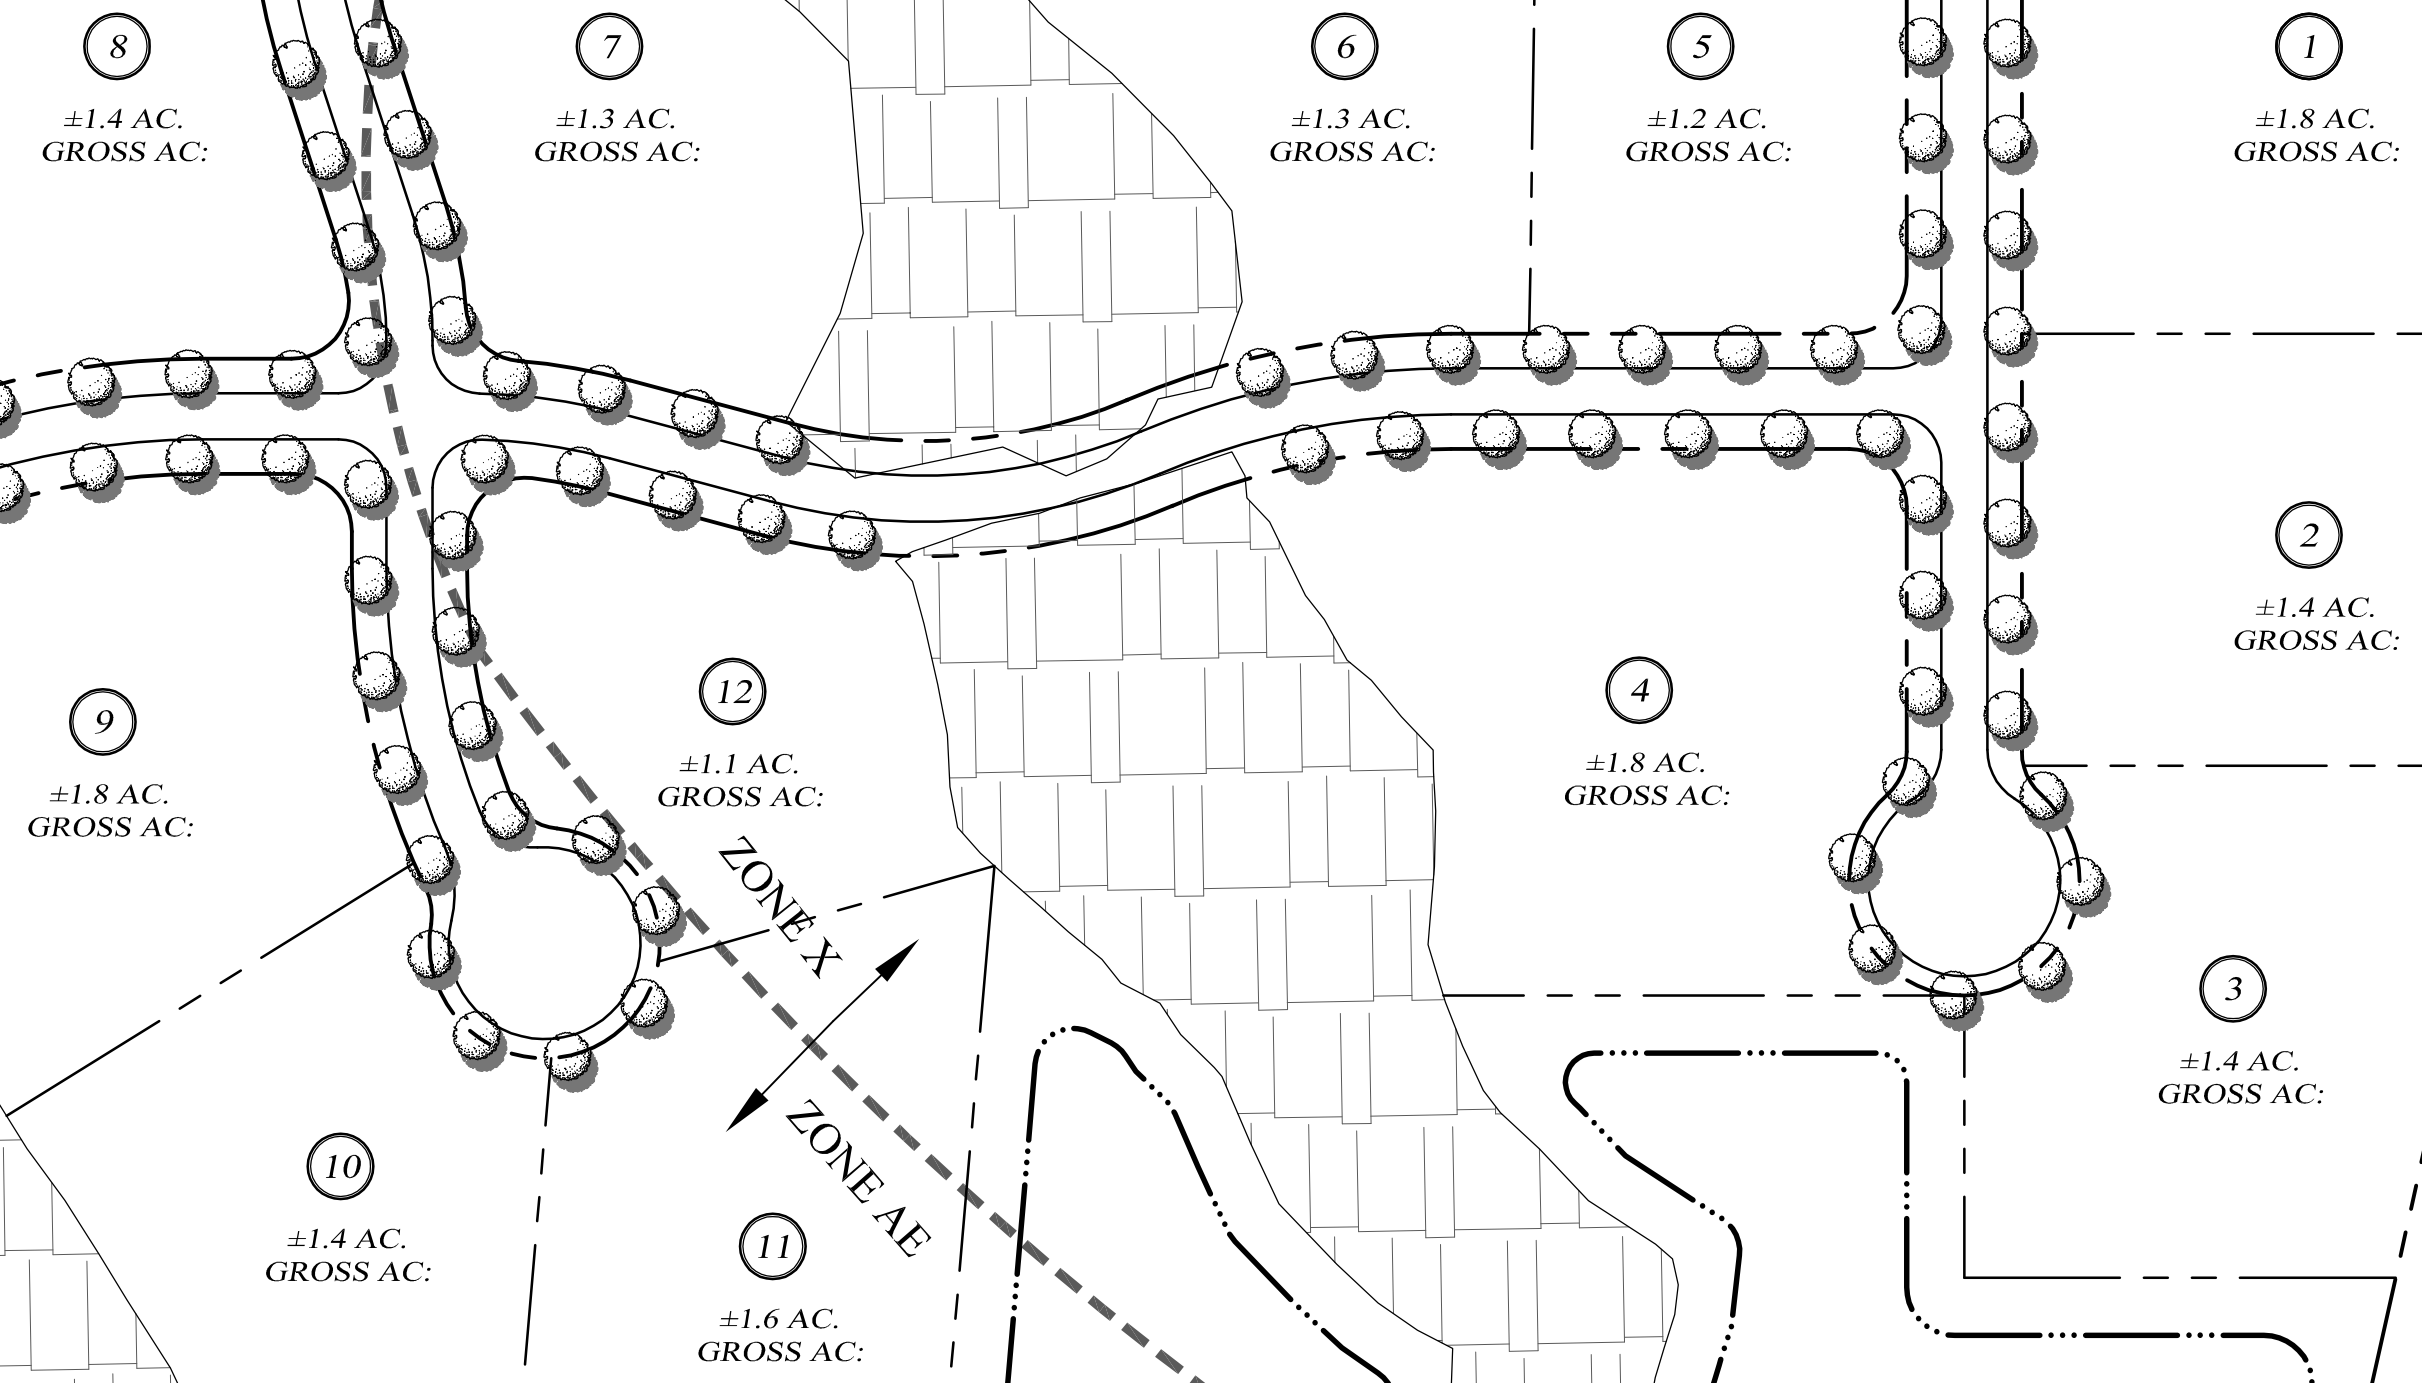 8
±1.4 AC.
GROSS AC:
7
±1.3 AC.
GROSS AC:
6
±1.3 AC.
GROSS AC:
5
±1.2 AC.
GROSS AC:
1
±1.8 AC.
GROSS AC:
2
±1.4 AC.
GROSS AC:
9
±1.8 AC.
GROSS AC:
12
±1.1 AC.
GROSS AC:
4
±1.8 AC.
GROSS AC:
ZONE X
ZONE AE
3
±1.4 AC.
GROSS AC:
10
±1.4 AC.
GROSS AC:
11
±1.6 AC.
GROSS AC: